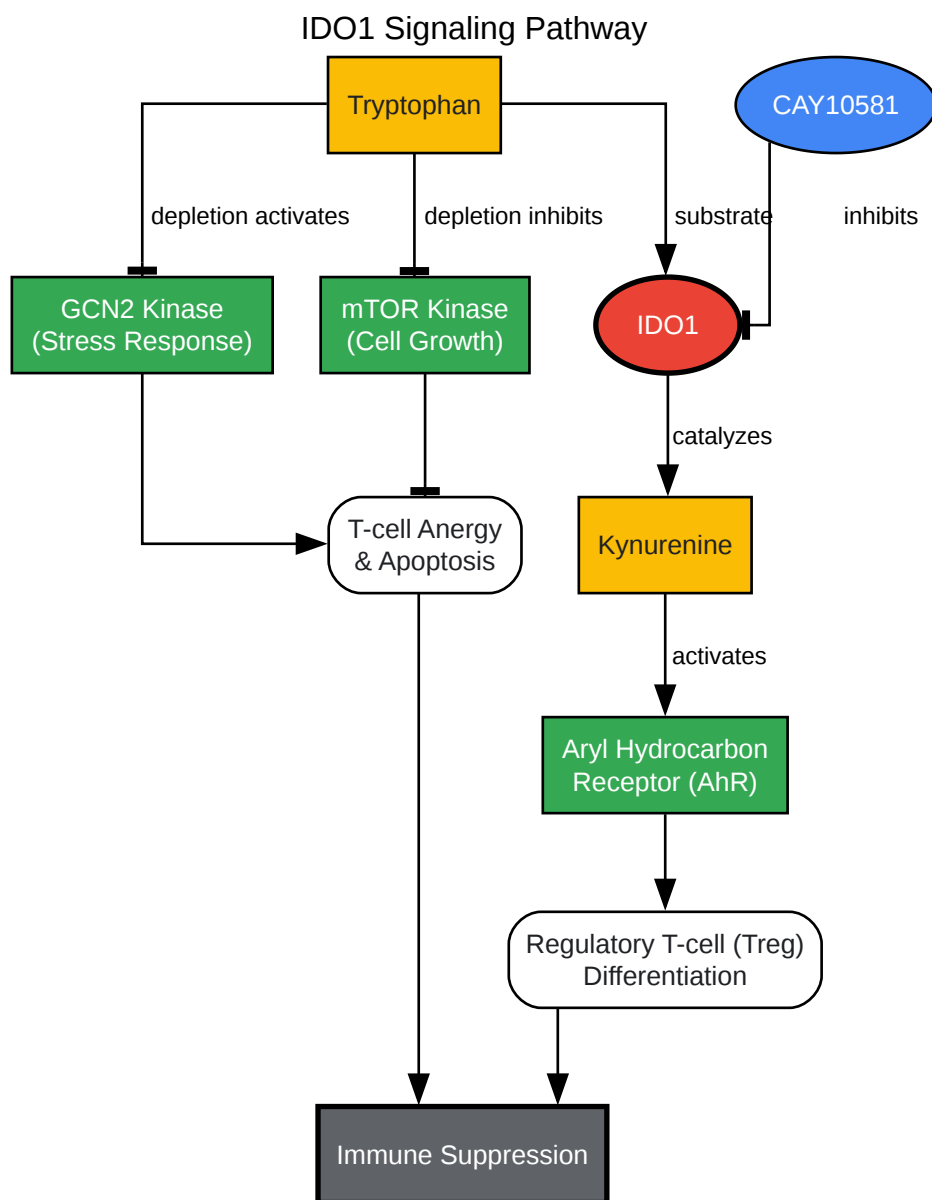 IDO1 Signaling Pathway
Tryptophan
CAY10581
depletion activates
depletion inhibits
substrate
inhibits
GCN2 Kinase
(Stress Response)
mTOR Kinase
(Cell Growth)
IDO1
catalyzes
T-cell Anergy
& Apoptosis
Kynurenine
activates
Aryl Hydrocarbon
Receptor (AhR)
Regulatory T-cell (Treg)
Differentiation
Immune Suppression